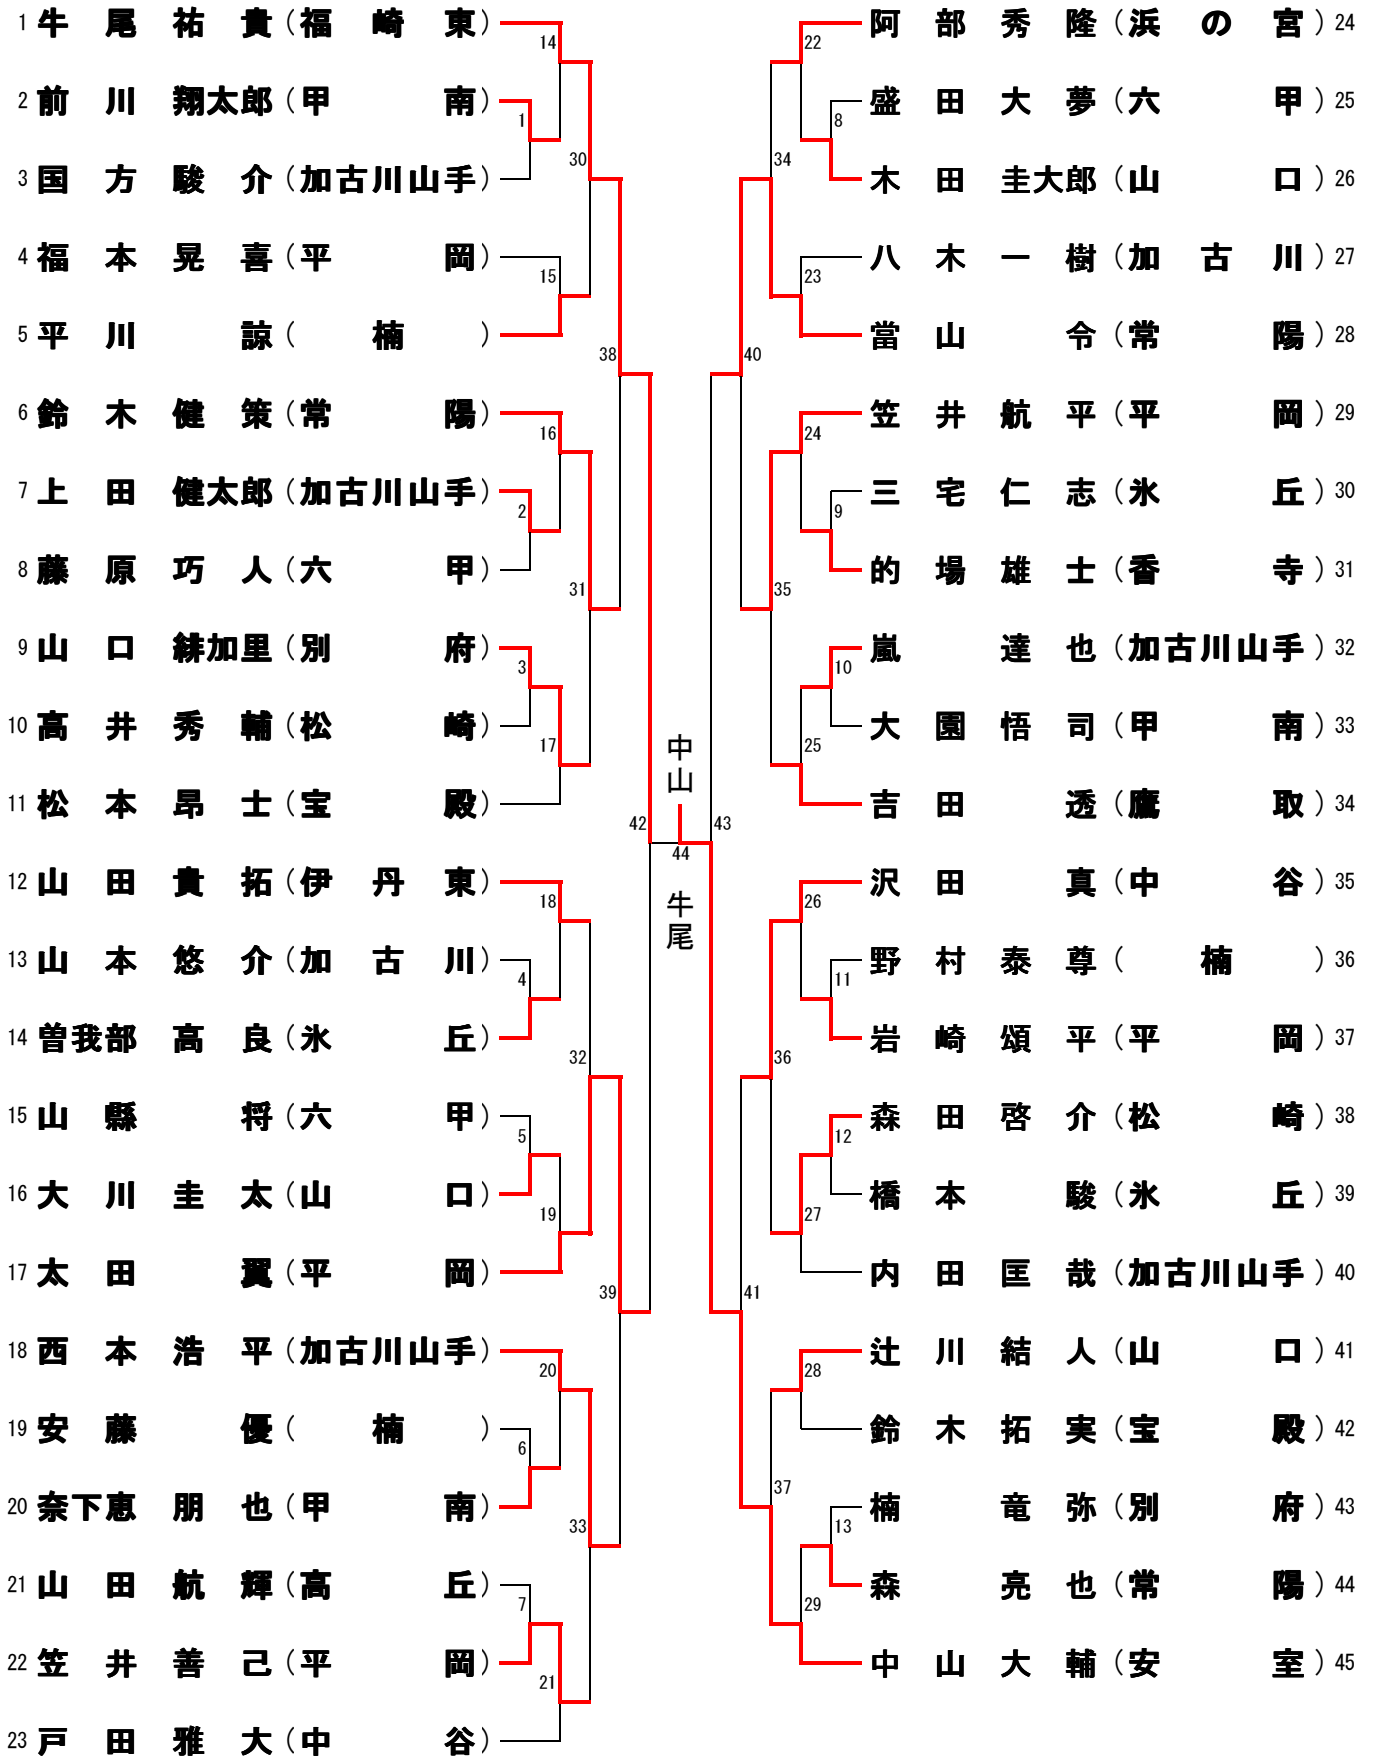 1 牛尾祐貴(福崎東)
2 前川翔太郎(甲南)
3 国方駿介(加古川山手)
4 福本晃喜(平岡)
5 平川諒(楠)
6 鈴木健策(常陽)
7 上田健太郎(加古川山手)
8 藤原巧人(六甲)
9 山口緋加里(別府)
10 高井秀輔(松崎)
11 松本昂士(宝殿)
12 山田貴拓(伊丹東)
13 山本悠介(加古川)
14 曽我部高良(氷丘)
15 山縣将(六甲)
16 大川圭太(山口)
17 太田翼(平岡)
18 西本浩平(加古川山手)
19 安藤優(楠)
20 奈下恵朋也(甲南)
21 山田航輝(高丘)
22 笠井善己(平岡)
23 戸田雅大(中谷)
14
1
30
15
38
16
2
31
3
17
42
18
4
32
5
19
39
20
6
33
7
21
中山
44
牛尾
22
8
34
23
40
24
9
35
10
25
43
26
11
36
12
27
41
28
37
13
29
阿部秀隆(浜の宮) 24
盛田大夢(六甲) 25
木田圭大郎(山口) 26
八木一樹(加古川) 27
當山令(常陽) 28
笠井航平(平岡) 29
三宅仁志(氷丘) 30
的場雄士(香寺) 31
嵐達也(加古川山手) 32
大園悟司(甲南) 33
吉田透(鷹取) 34
沢田真(中谷) 35
野村泰尊(楠) 36
岩崎頌平(平岡) 37
森田啓介(松崎) 38
橋本駿(氷丘) 39
内田匡哉(加古川山手) 40
辻川結人(山口) 41
鈴木拓実(宝殿) 42
楠竜弥(別府) 43
森亮也(常陽) 44
中山大輔(安室) 45